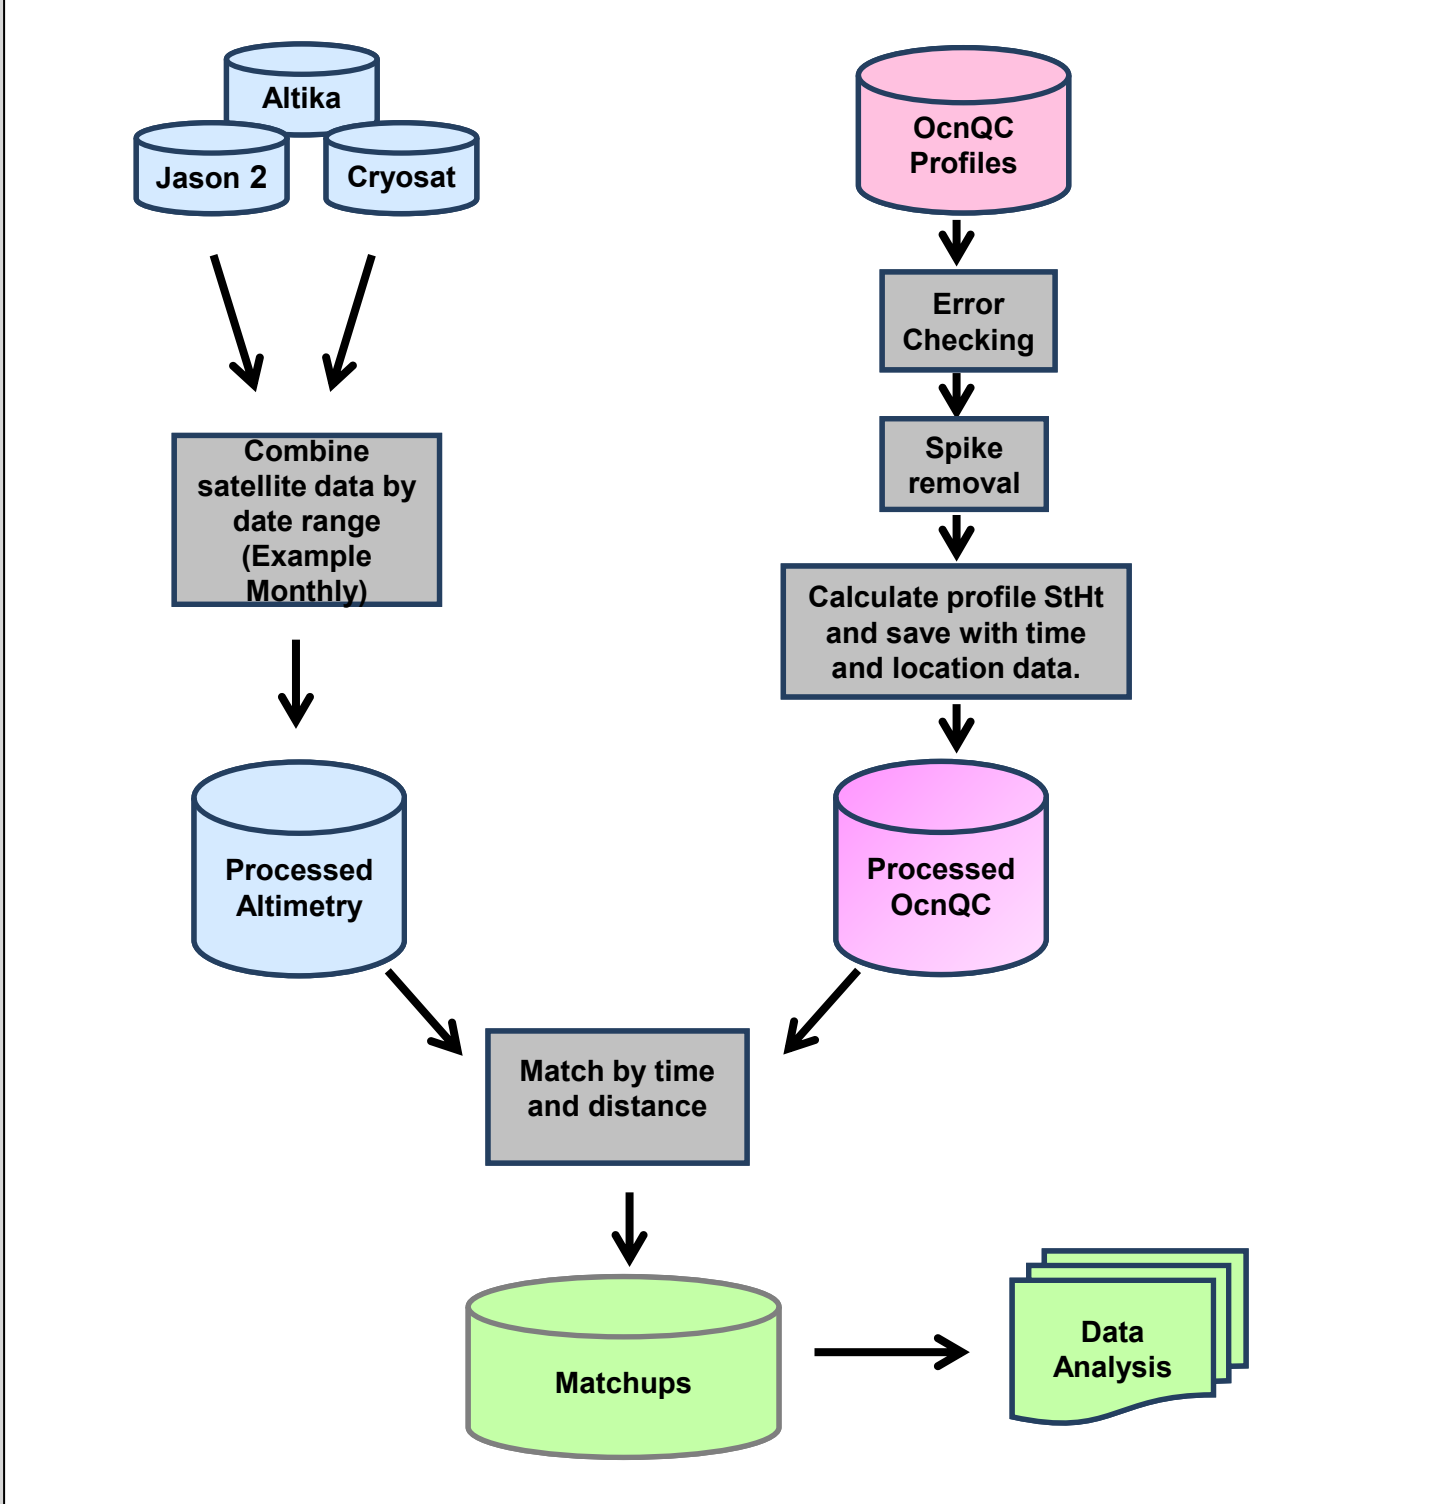 Altika
Jason 2
Cryosat
OcnQC
Profiles
Error
Checking
Combine
satellite data by
date range
(Example
Monthly)
Spike
removal
Calculate profile StHt
and save with time
and location data.
Processed
Altimetry
Processed
OcnQC
Match by time
and distance
Matchups
Data
Analysis